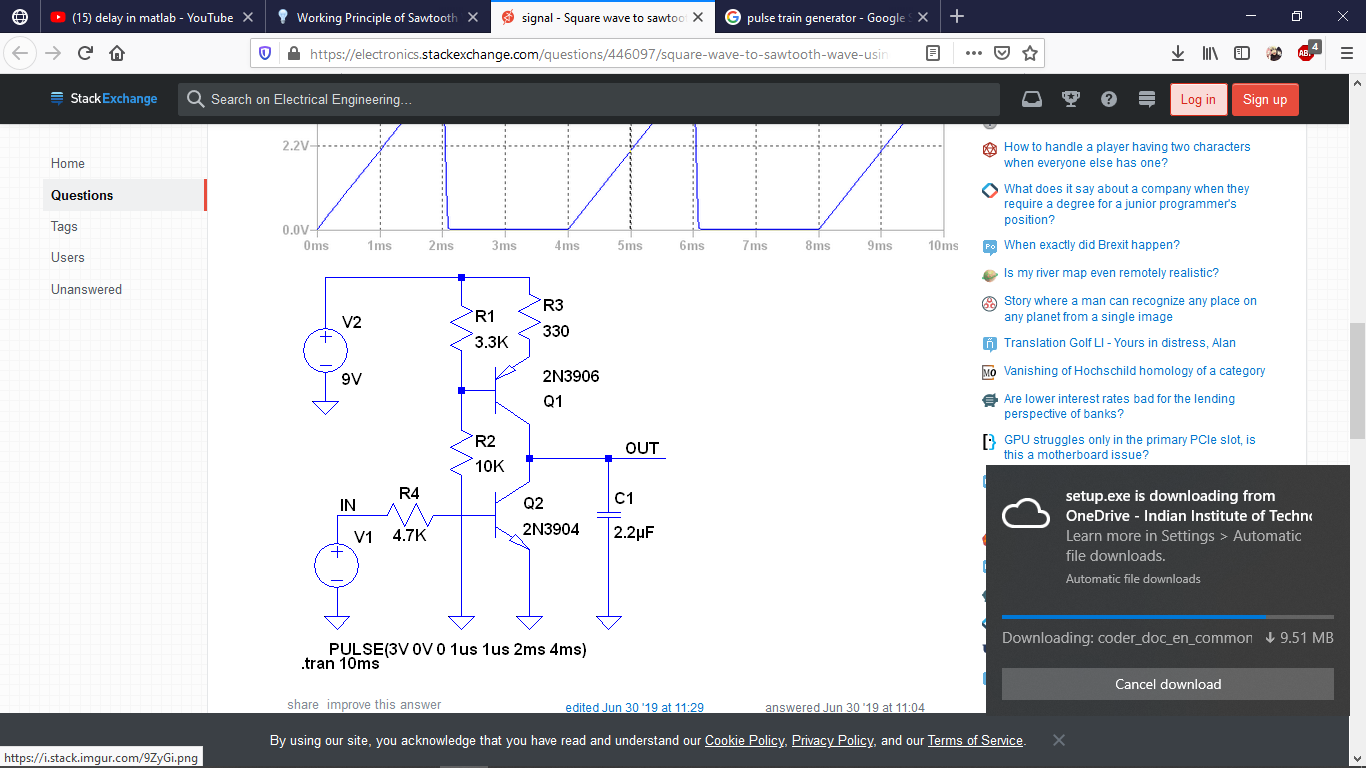 (15) delay in matlab - YouTube
Working Principle of Sawtooth
signal - Square wave to sawtoo
pulse train generator - Google S
https://electronics.stackexchange.com/questions/446097/square-wave-to-sawtooth-wave-usin
4
StackExchange
Search on Electrical Engineering...
Log in
Sign up
Home
Questions
Tags
Users
Unanswered
2.2V
0.0V
0ms 1ms 2ms 3ms 4ms 5ms 6ms 7ms 8ms 9ms 10ms
V2
9V
R1
3.3K
R3
330
2N3906
Q1
R2
10K
OUT
IN
R4
4.7K
V1
Q2
2N3904
C1
2.2µF
PULSE(3V 0V 0 1us 1us 2ms 4ms)
.tran 10ms
share improve this answer
edited Jun 30 '19 at 11:29
answered Jun 30 '19 at 11:04
How to handle a player having two characters
when everyone else has one?
What does it say about a company when they
require a degree for a junior programmer's
position?
Po
When exactly did Brexit happen?
Is my river map even remotely realistic?
Story where a man can recognize any place on
any planet from a single image
Translation Golf LI - Yours in distress, Alan
MO
Vanishing of Hochschild homology of a category
Are lower interest rates bad for the lending
perspective of banks?
GPU struggles only in the primary PCIe slot, is
this a motherboard issue?
setup.exe is downloading from
OneDrive - Indian Institute of Techno
Learn more in Settings > Automatic
file downloads.
Automatic file downloads
Downloading: coder_doc_en_common
9.51 MB
Cancel download
By using our site, you acknowledge that you have read and understand our Cookie Policy, Privacy Policy, and our Terms of Service.
https://i.stack.imgur.com/9ZyGi.png